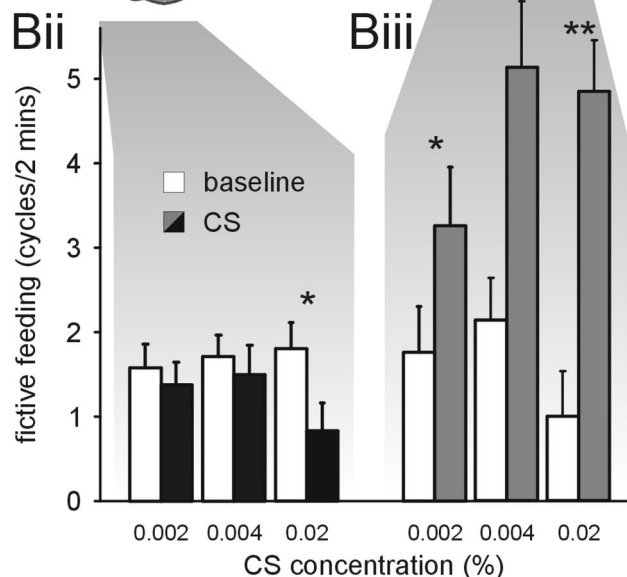 Bii
Biii
fictive feeding (cycles/2 mins)
5
4
3
2
1
0
baseline
CS
*
*
**
0.002 0.004 0.02 0.002 0.004 0.02
CS concentration (%)